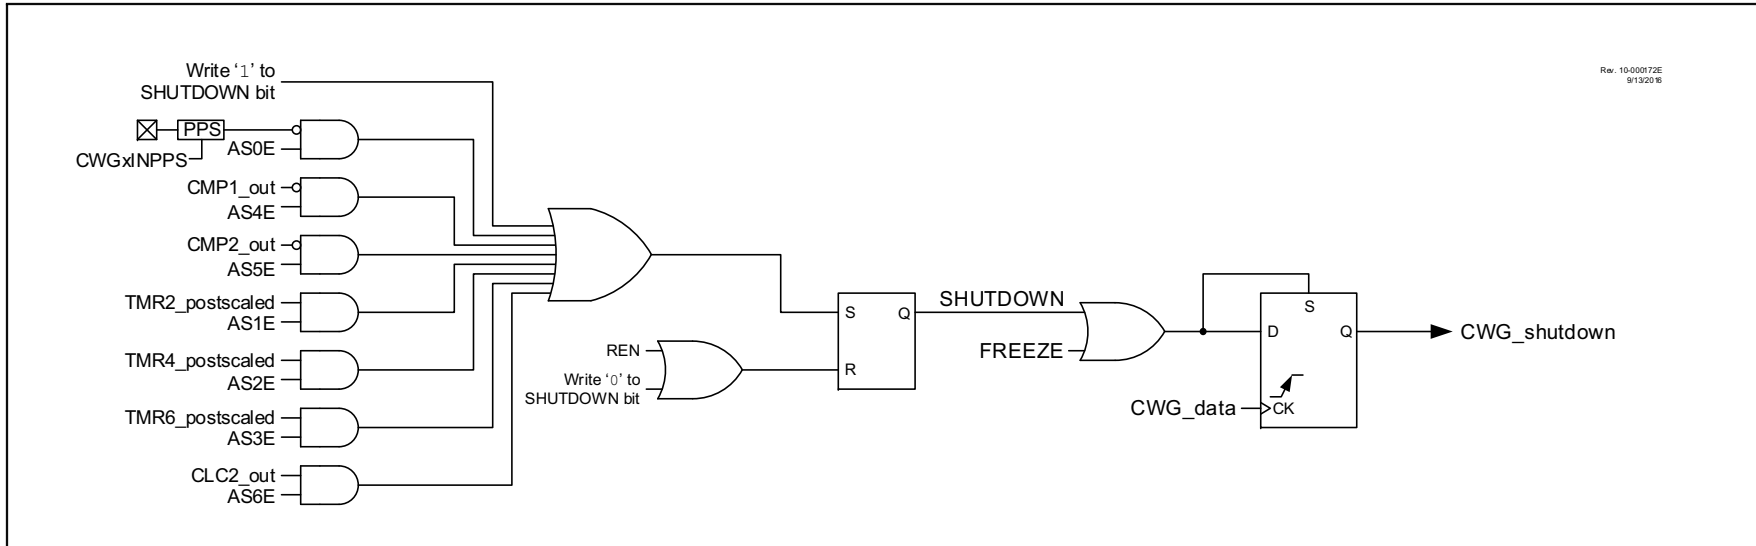 Write ‘1’ to
SHUTDOWN bit
Rev. 10-000172E
9/13/2016
PPS
AS0E
CWGxINPPS
CMP1_out
AS4E
CMP2_out
AS5E
TMR2_postscaled
AS1E
TMR4_postscaled
AS2E
TMR6_postscaled
AS3E
CLC2_out
AS6E
REN
Write ‘0’ to
SHUTDOWN bit
S
Q
R
SHUTDOWN
FREEZE
S
D
Q
CWG_data
CK
CWG_shutdown